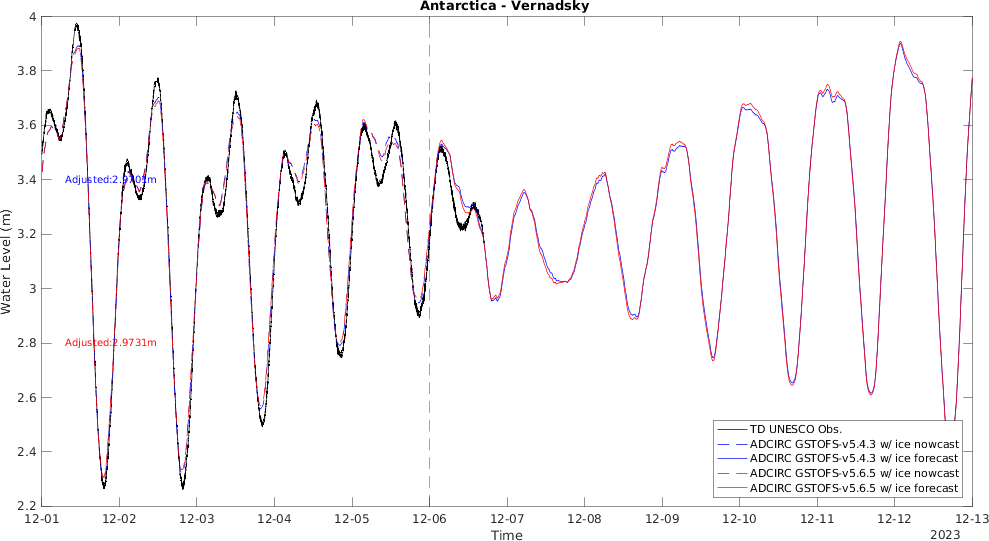 Antarctica - Vernadsky
4
3.8
3.6
3.4
3.2
3
2.8
2.6
2.4
2.2
Water Level (m)
Adjusted:2.9705m
Adjusted:2.9731m
TD UNESCO Obs.
ADCIRC GSTOFS-v5.4.3 w/ ice nowcast
ADCIRC GSTOFS-v5.4.3 w/ ice forecast
ADCIRC GSTOFS-v5.6.5 w/ ice nowcast
ADCIRC GSTOFS-v5.6.5 w/ ice forecast
12-01 12-02 12-03 12-04 12-05 12-06 12-07 12-08 12-09 12-10 12-11 12-12 12-13
Time
2023